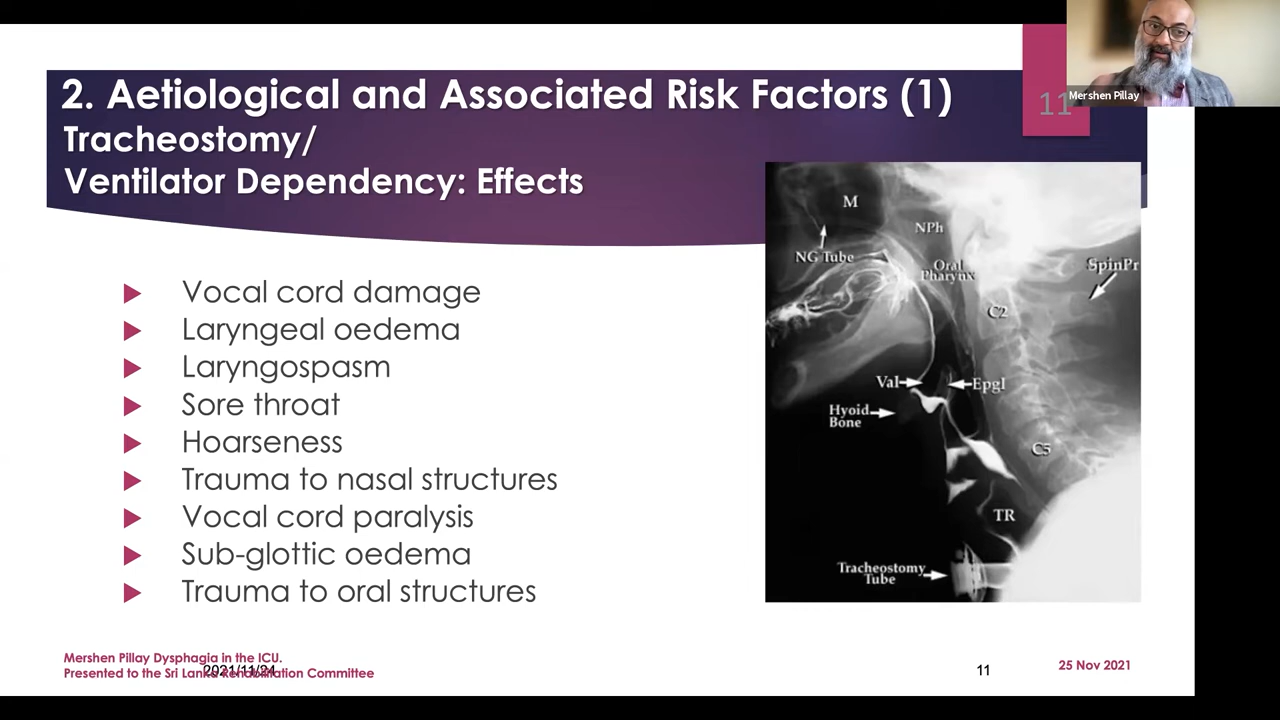 2. Aetiological and Associated Risk Factors (1)
Tracheostomy/
Ventilator Dependency: Effects
11
Mershen Pillay
Vocal cord damage
Laryngeal oedema
Laryngospasm
Sore throat
Hoarseness
Trauma to nasal structures
Vocal cord paralysis
Sub-glottic oedema
Trauma to oral structures
M
NPh
NG Tube
Oral
Pharynx
SpinPr
C2
Val
Epgl
Hyoid
Bone
C5
TR
Tracheostomy
Tube
Mershen Pillay Dysphagia in the ICU.
Presented to the Sri Lanka Rehabilitation Committee
2021/11/24
11
25 Nov 2021